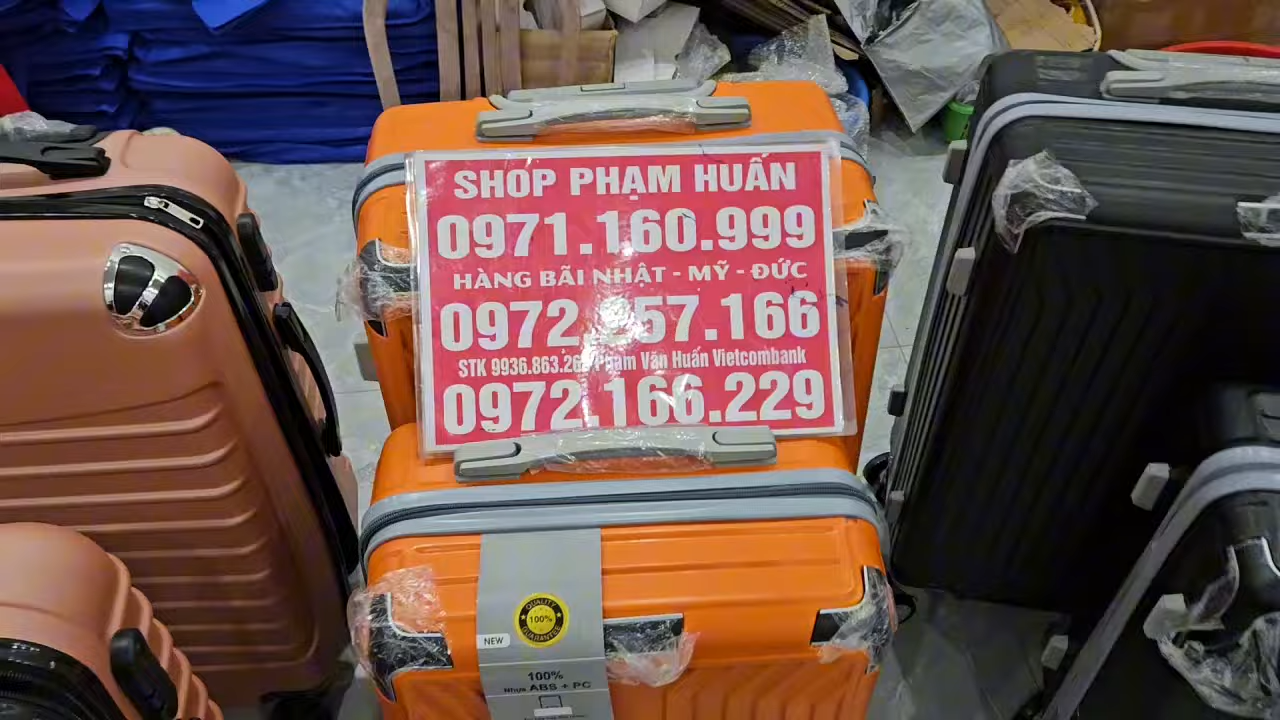 SHOP PHẠM HUẤN
0971.160.999
HÀNG BÃI NHẬT - MỸ - ĐỨC
STK Phạm Văn Huấn Vietcombank
0972.166.229
QUALITY
100%
GUARANTEE
NEW
100%
Nhựa ABS + PC